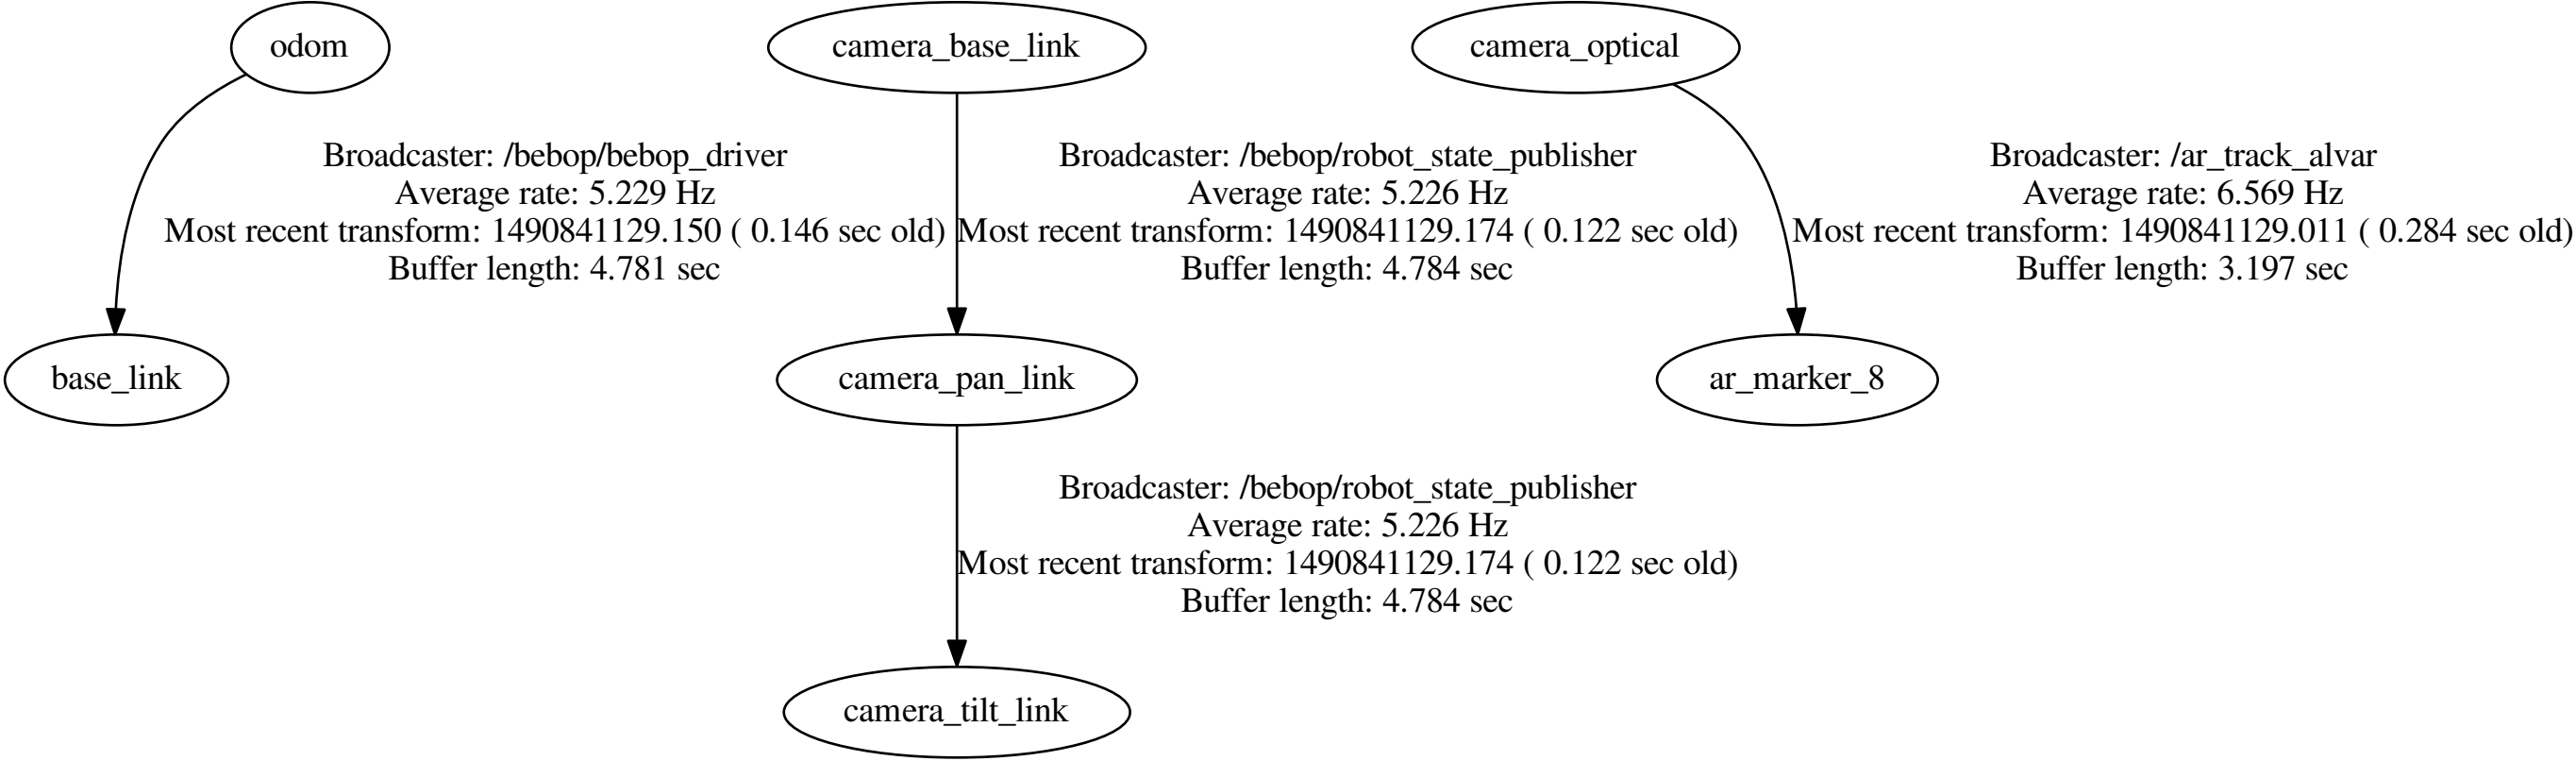 odom
camera_base_link
camera_optical
Broadcaster: /bebop/bebop_driver
Average rate: 5.229 Hz
Most recent transform: 1490841129.150 ( 0.146 sec old)
Buffer length: 4.781 sec
Broadcaster: /bebop/robot_state_publisher
Average rate: 5.226 Hz
Most recent transform: 1490841129.174 ( 0.122 sec old)
Buffer length: 4.784 sec
Broadcaster: /ar_track_alvar
Average rate: 6.569 Hz
Most recent transform: 1490841129.011 ( 0.284 sec old)
Buffer length: 3.197 sec
base_link
camera_pan_link
ar_marker_8
Broadcaster: /bebop/robot_state_publisher
Average rate: 5.226 Hz
Most recent transform: 1490841129.174 ( 0.122 sec old)
Buffer length: 4.784 sec
camera_tilt_link